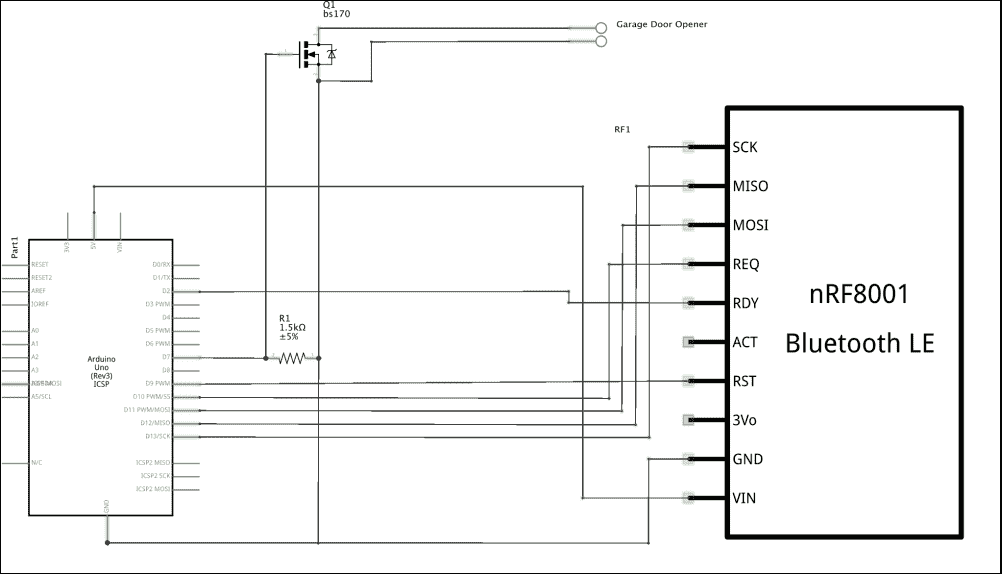 Q1
bs170
Garage Door Opener
RF1
SCK
MISO
MOSI
REQ
RDY
ACT
RST
3Vo
GND
VIN
nRF8001
Bluetooth LE
Part1
3V3
5V
VIN
RESET
RESET2
AREF
IOREF
A0
A1
A2
A3
A5/SCL
N/C
D0/RX
D1/TX
D2
D3 PWM
D4
D5 PWM
D6 PWM
D7
D8
D9 PWM
D10 PWM/SS
D11 PWM/MOSI
D12/MISO
D13/SCK
ICSP2 MISO
ICSP2 SCK
ICSP2 MOSI
Arduino
Uno
(Rev3)
ICSP
GND
R1
1.5kΩ
±5%